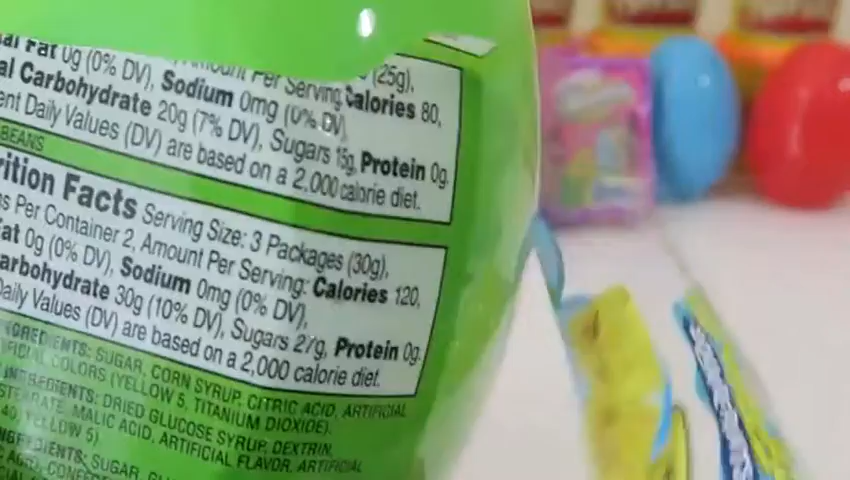 al Fat 0g (0% DV), Sodium 0mg (0% DV),
Amount Per Serving (25g),
Calories 80,
al Carbohydrate 20g (7% DV), Sugars 15g, Protein 0g.
ent Daily Values (DV) are based on a 2,000 calorie diet.
BEANS
rition Facts Serving Size: 3 Packages (30g),
s Per Container 2, Amount Per Serving: Calories 120,
at 0g (0% DV), Sodium 0mg (0% DV),
arbohydrate 30g (10% DV), Sugars 27g, Protein 0g.
Daily Values (DV) are based on a 2,000 calorie diet.
INGREDIENTS: SUGAR, CORN SYRUP, CITRIC ACID, ARTIFICIAL
FICIAL COLORS (YELLOW 5, TITANIUM DIOXIDE).
INGREDIENTS: DRIED GLUCOSE SYRUP, DEXTRIN,
STEARATE, MALIC ACID, ARTIFICIAL FLAVOR, ARTIFICIAL
40, YELLOW 5)
INGREDIENTS: SUGAR,